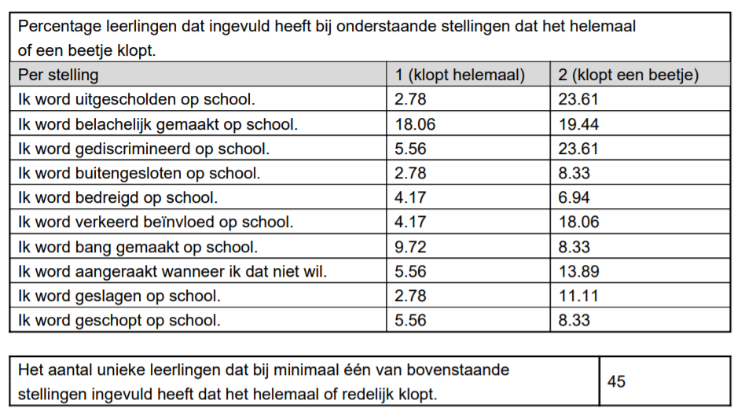 Percentage leerlingen dat ingevuld heeft bij onderstaande stellingen dat het helemaal
of een beetje klopt.
Per stelling 1 (klopt helemaal) 2 (klopt een beetje)
Ik word uitgescholden op school. 2.78 23.61
Ik word belachelijk gemaakt op school. 18.06 19.44
Ik word gediscrimineerd op school. 5.56 23.61
Ik word buitengesloten op school. 2.78 8.33
Ik word bedreigd op school. 4.17 6.94
Ik word verkeerd beïnvloed op school. 4.17 18.06
Ik word bang gemaakt op school. 9.72 8.33
Ik word aangeraakt wanneer ik dat niet wil. 5.56 13.89
Ik word geslagen op school. 2.78 11.11
Ik word geschopt op school. 5.56 8.33
Het aantal unieke leerlingen dat bij minimaal één van bovenstaande
stellingen ingevuld heeft dat het helemaal of redelijk klopt. 45